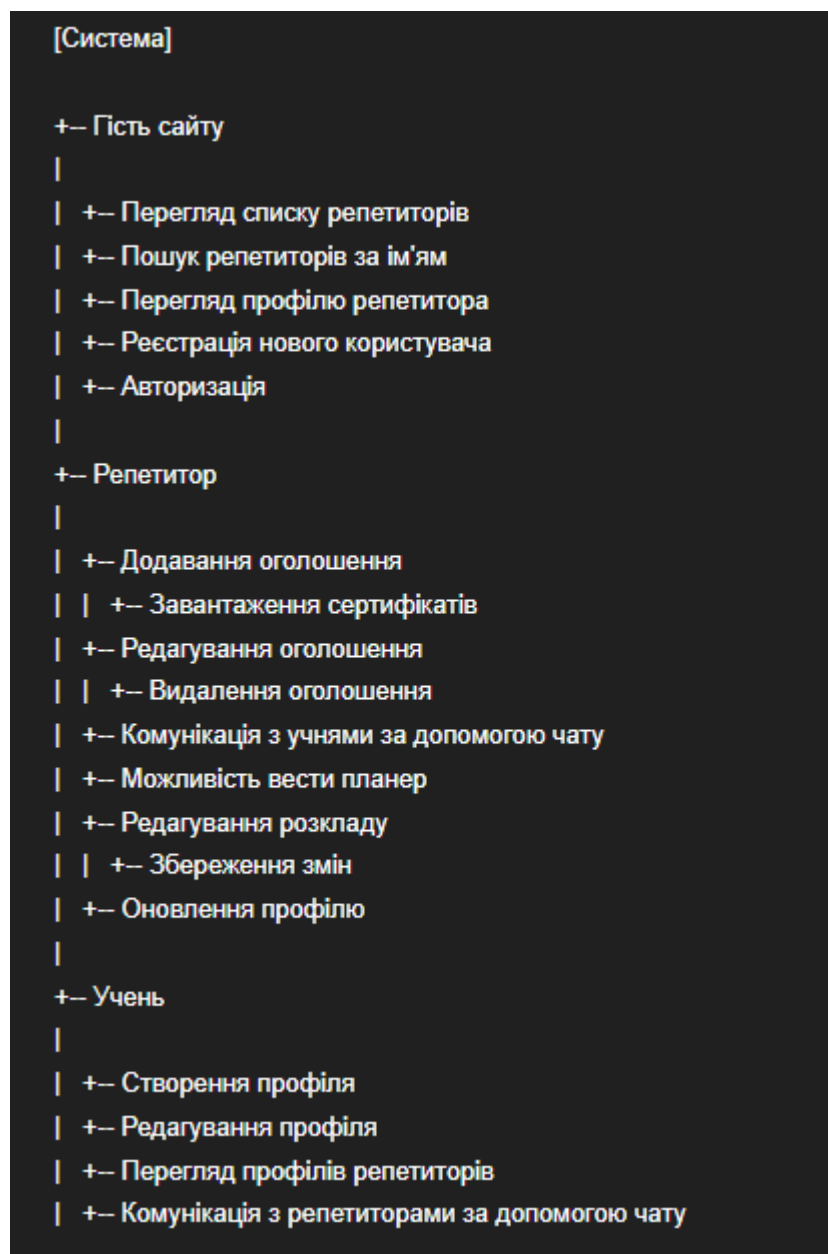 [Система]
+-- Гість сайту
|
| +-- Перегляд списку репетиторів
| +-- Пошук репетиторів за ім'ям
| +-- Перегляд профілю репетитора
| +-- Реєстрація нового користувача
| +-- Авторизація
|
+-- Репетитор
|
| +-- Додавання оголошення
| | +-- Завантаження сертифікатів
| +-- Редагування оголошення
| | +-- Видалення оголошення
| +-- Комунікація з учнями за допомогою чату
| +-- Можливість вести планер
| +-- Редагування розкладу
| | +-- Збереження змін
| +-- Оновлення профілю
|
+-- Учень
|
| +-- Створення профіля
| +-- Редагування профіля
| +-- Перегляд профілів репетиторів
| +-- Комунікація з репетиторами за допомогою чату